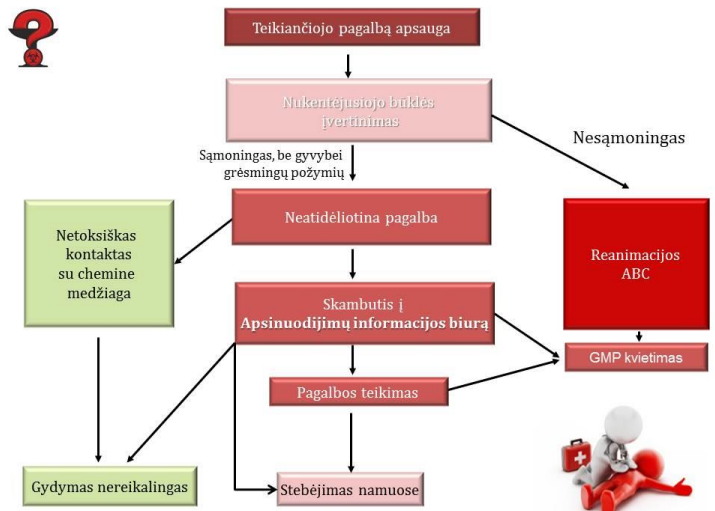 Teikiančiojo pagalbą apsauga
Nukentėjusiojo būklės
įvertinimas
Nesąmoningas
Sąmoningas, be gyvybei
grėsmingų požymių
Neatidėliotina pagalba
Netoksiškas
kontaktas
su chemine
medžiaga
Reanimacijos
ABC
Skambutis į
Apsinuodijimų informacijos biurą
GMP kvietimas
Pagalbos teikimas
Gydymas nereikalingas
Stebėjimas namuose